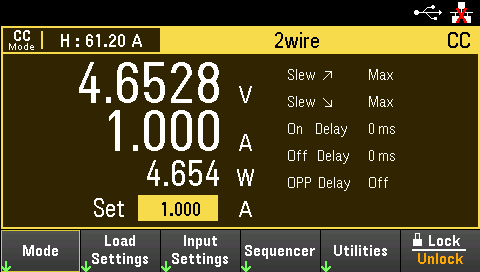 CC Mode H : 61.20 A 2wire CC
4.6528 V
1.000 A
4.654 W
Set 1.000 A
Slew ↗ Max
Slew ↘ Max
On Delay 0 ms
Off Delay 0 ms
OPP Delay Off
Mode
Load Settings
Input Settings
Sequencer
Utilities
Lock
Unlock